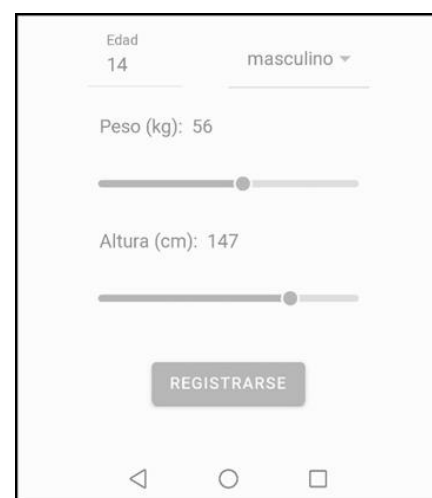 Edad
14
masculino
Peso (kg): 56
Altura (cm): 147
REGISTRARSE